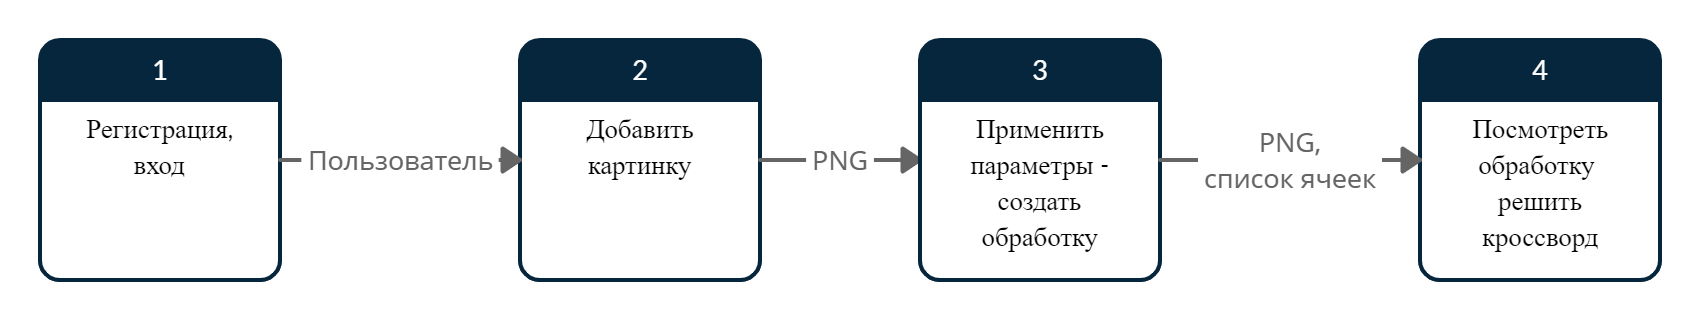 1
Регистрация,
вход
Пользователь
2
Добавить
картинку
PNG
3
Применить
параметры -
создать
обработку
PNG,
список ячеек
4
Посмотреть
обработку
решить
кроссворд